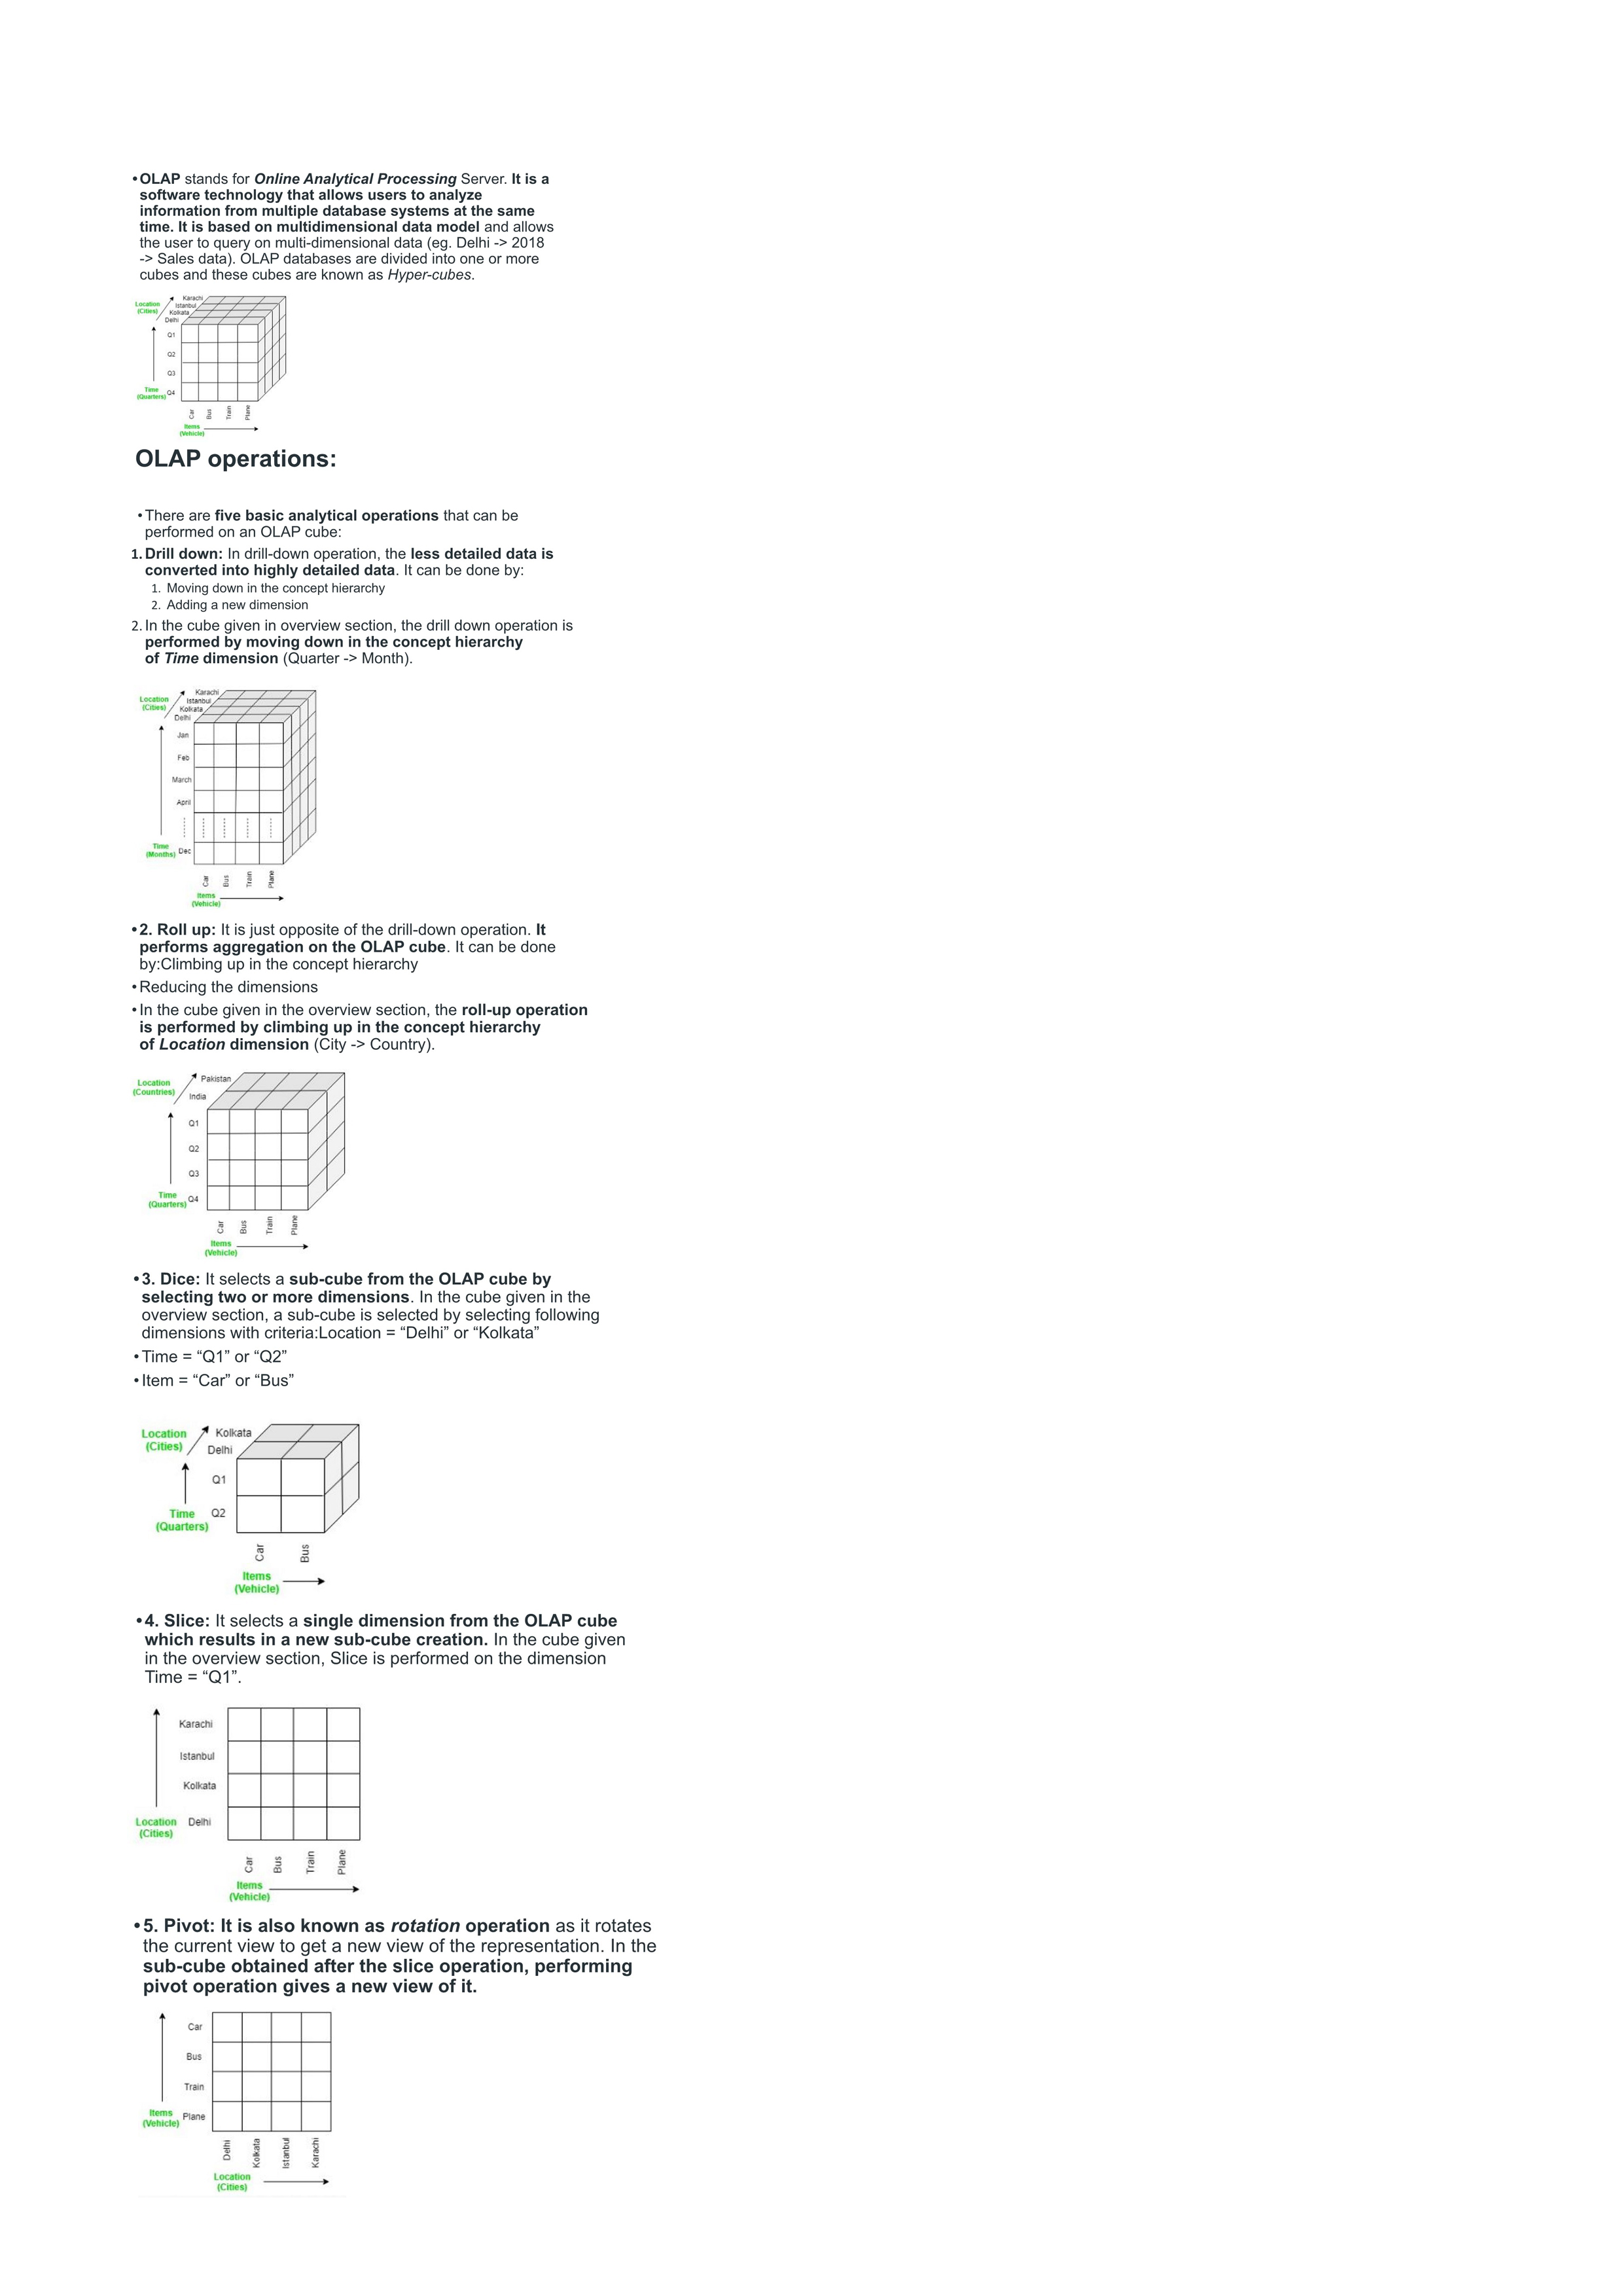 • OLAP stands for Online Analytical Processing Server. It is a
software technology that allows users to analyze
information from multiple database systems at the same
time. It is based on multidimensional data model and allows
the user to query on multi-dimensional data (eg. Delhi -> 2018
-> Sales data). OLAP databases are divided into one or more
cubes and these cubes are known as Hyper-cubes.
Location
(Cities)
Karachi
Istanbul
Kolkata
Delhi
Q1
Q2
Q3
Q4
Time
(Quarters)
Car
Bus
Train
Plane
Items
(Vehicle)
OLAP operations:
• There are five basic analytical operations that can be
performed on an OLAP cube:
1. Drill down: In drill-down operation, the less detailed data is
converted into highly detailed data. It can be done by:
1. Moving down in the concept hierarchy
2. Adding a new dimension
2. In the cube given in overview section, the drill down operation is
performed by moving down in the concept hierarchy
of Time dimension (Quarter -> Month).
Location
(Cities)
Karachi
Istanbul
Kolkata
Delhi
Jan
Feb
March
April
Dec
Time
(Months)
Car
Bus
Train
Plane
Items
(Vehicle)
• 2. Roll up: It is just opposite of the drill-down operation. It
performs aggregation on the OLAP cube. It can be done
by:Climbing up in the concept hierarchy
• Reducing the dimensions
• In the cube given in the overview section, the roll-up operation
is performed by climbing up in the concept hierarchy
of Location dimension (City -> Country).
Location
(Countries)
Pakistan
India
Q1
Q2
Q3
Q4
Time
(Quarters)
Car
Bus
Train
Plane
Items
(Vehicle)
• 3. Dice: It selects a sub-cube from the OLAP cube by
selecting two or more dimensions. In the cube given in the
overview section, a sub-cube is selected by selecting following
dimensions with criteria:Location = “Delhi” or “Kolkata”
• Time = “Q1” or “Q2”
• Item = “Car” or “Bus”
Location
(Cities)
Kolkata
Delhi
Q1
Q2
Time
(Quarters)
Car
Bus
Items
(Vehicle)
• 4. Slice: It selects a single dimension from the OLAP cube
which results in a new sub-cube creation. In the cube given
in the overview section, Slice is performed on the dimension
Time = “Q1”.
Karachi
Istanbul
Kolkata
Delhi
Location
(Cities)
Car
Bus
Train
Plane
Items
(Vehicle)
• 5. Pivot: It is also known as rotation operation as it rotates
the current view to get a new view of the representation. In the
sub-cube obtained after the slice operation, performing
pivot operation gives a new view of it.
Car
Bus
Train
Plane
Items
(Vehicle)
Delhi
Kolkata
Istanbul
Karachi
Location
(Cities)